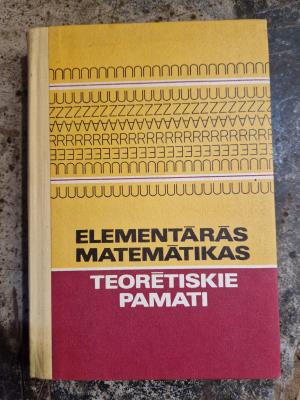 ELEMENTĀRĀS
MATEMĀTIKAS
TEORĒTISKIE
PAMATI